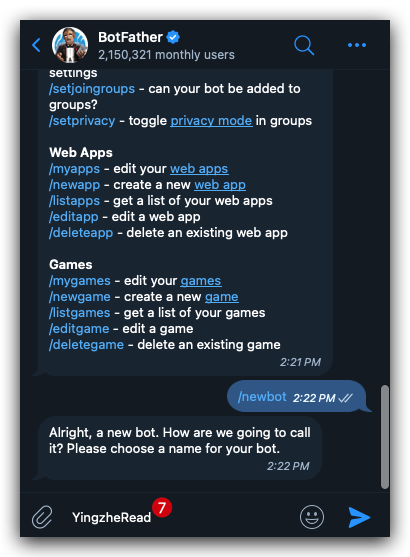 BotFather
2,150,321 monthly users
settings
/setjoingroups - can your bot be added to
groups?
/setprivacy - toggle privacy mode in groups
Web Apps
/myapps - edit your web apps
/newapp - create a new web app
/listapps - get a list of your web apps
/editapp - edit a web app
/deleteapp - delete an existing web app
Games
/mygames - edit your games
/newgame - create a new game
/listgames - get a list of your games
/editgame - edit a game
/deletegame - delete an existing game
2:21 PM
/newbot 2:22 PM
Alright, a new bot. How are we going to call
it? Please choose a name for your bot.
2:22 PM
YingzheRead 7